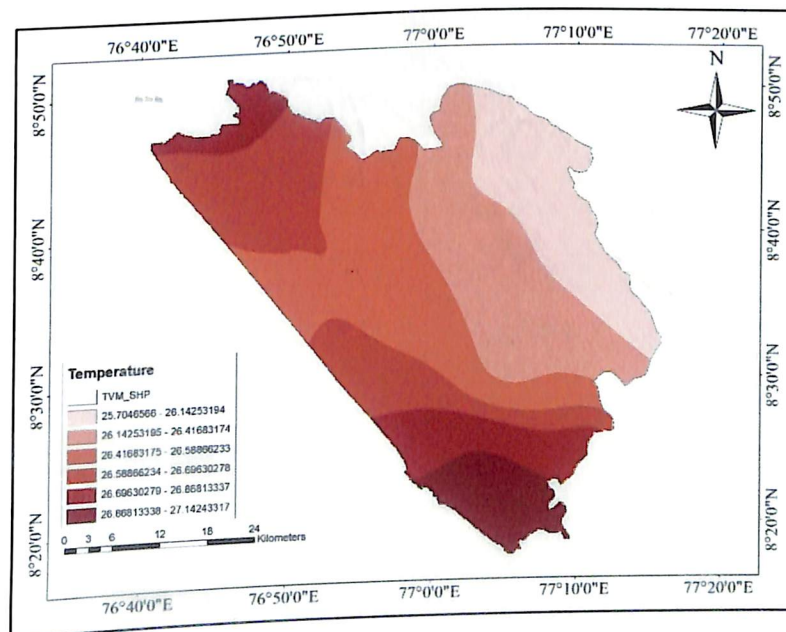 76°40'0"E 76°50'0"E 77°0'0"E 77°10'0"E 77°20'0"E
N
8°50'0"N 8°50'0"N
8°40'0"N 8°40'0"N
8°30'0"N 8°30'0"N
8°20'0"N 8°20'0"N
Temperature
TVM_SHP
25.7046566 - 26.14253194
26.14253195 - 26.41683174
26.41683175 - 26.58866233
26.58866234 - 26.69630278
26.69630279 - 26.86813337
26.86813338 - 27.14243317
0 3 6 12 18 24
Kilometers
76°40'0"E 76°50'0"E 77°0'0"E 77°10'0"E 77°20'0"E